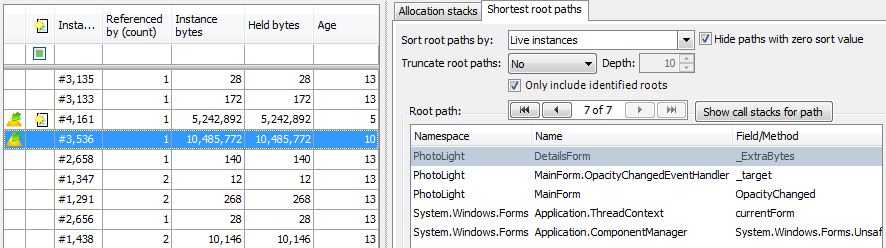 Insta... Referenced by (count) Instance bytes Held bytes Age
#3,135 1 28 28 13
#3,133 1 172 172 13
#4,161 1 5,242,892 5,242,892 5
#3,536 1 10,485,772 10,485,772 10
#2,658 1 140 140 13
#1,347 2 12 12 13
#1,291 2 268 268 13
#2,656 1 28 28 13
#1,438 2 10,146 10,146 13
Allocation stacks Shortest root paths
Sort root paths by: Live instances Hide paths with zero sort value
Truncate root paths: No Depth: 10
Only include identified roots
Root path: 7 of 7 Show call stacks for path
Namespace Name Field/Method
PhotoLight DetailsForm _ExtraBytes
PhotoLight MainForm.OpacityChangedEventHandler _target
PhotoLight MainForm OpacityChanged
System.Windows.Forms Application.ThreadContext currentForm
System.Windows.Forms Application.ComponentManager System.Windows.Forms.Unsaf